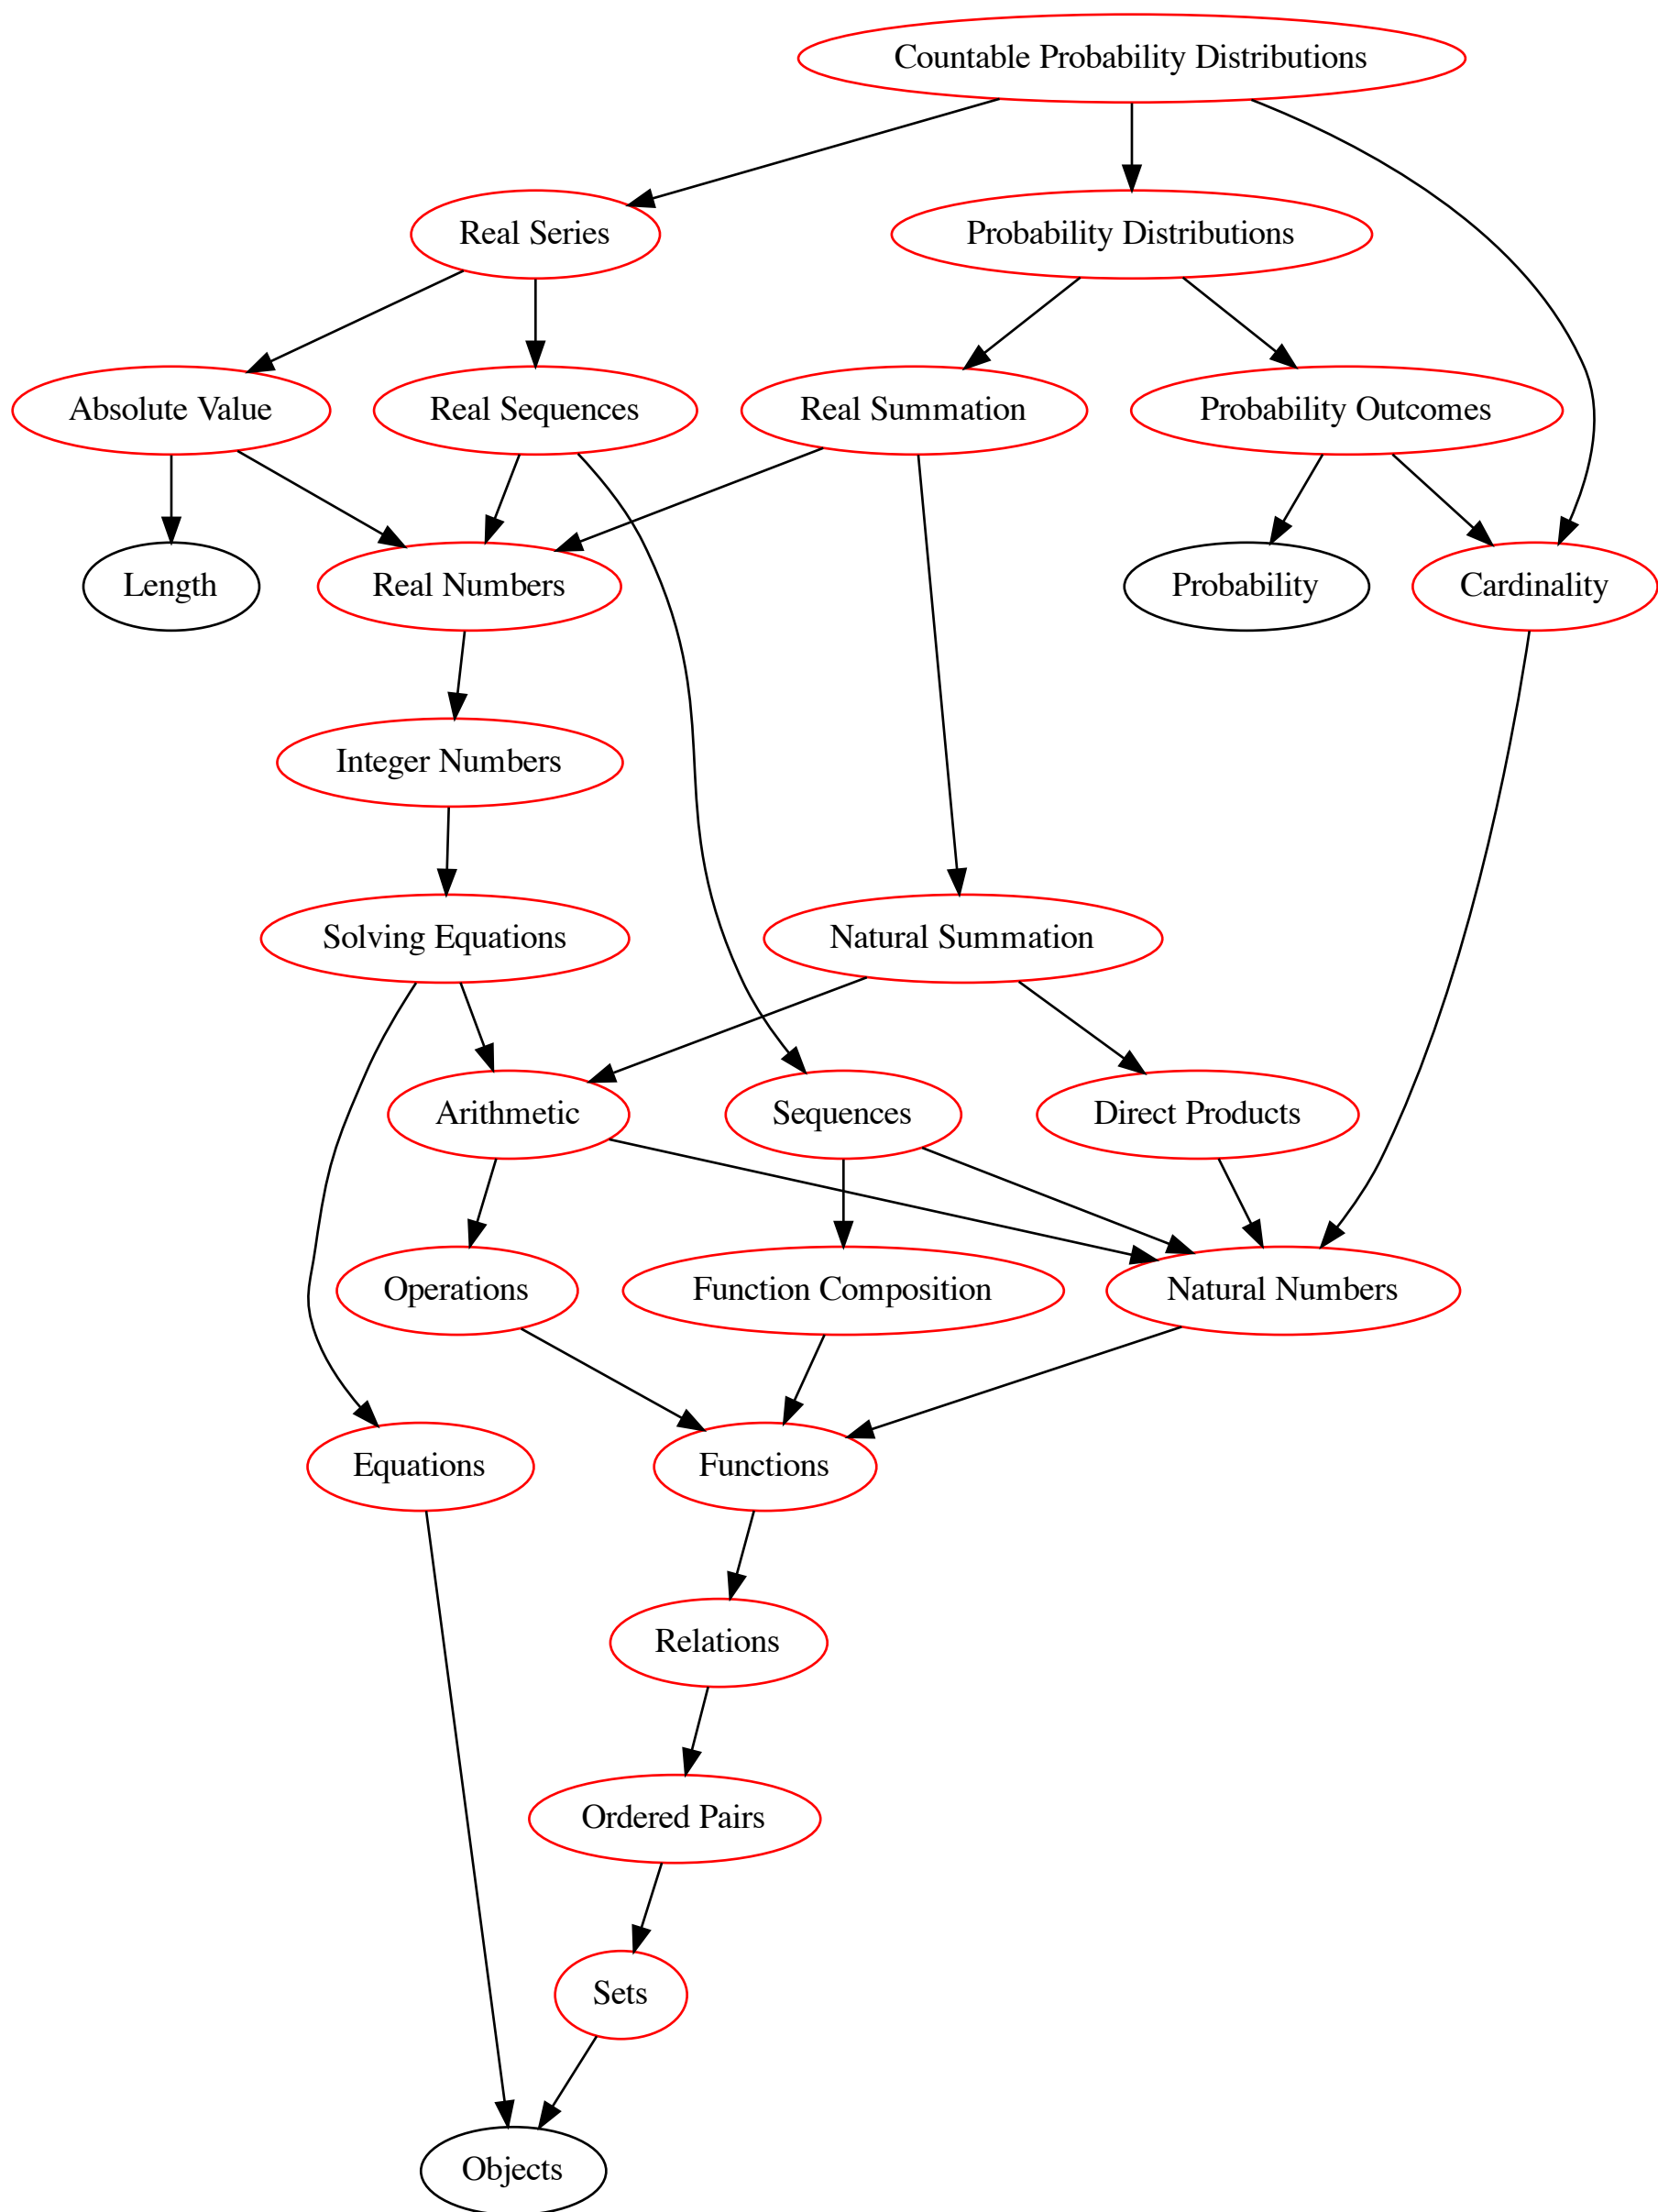 Countable Probability Distributions
Real Series
Probability Distributions
Absolute Value
Real Sequences
Real Summation
Probability Outcomes
Length
Real Numbers
Probability
Cardinality
Integer Numbers
Solving Equations
Natural Summation
Arithmetic
Sequences
Direct Products
Operations
Function Composition
Natural Numbers
Equations
Functions
Relations
Ordered Pairs
Sets
Objects